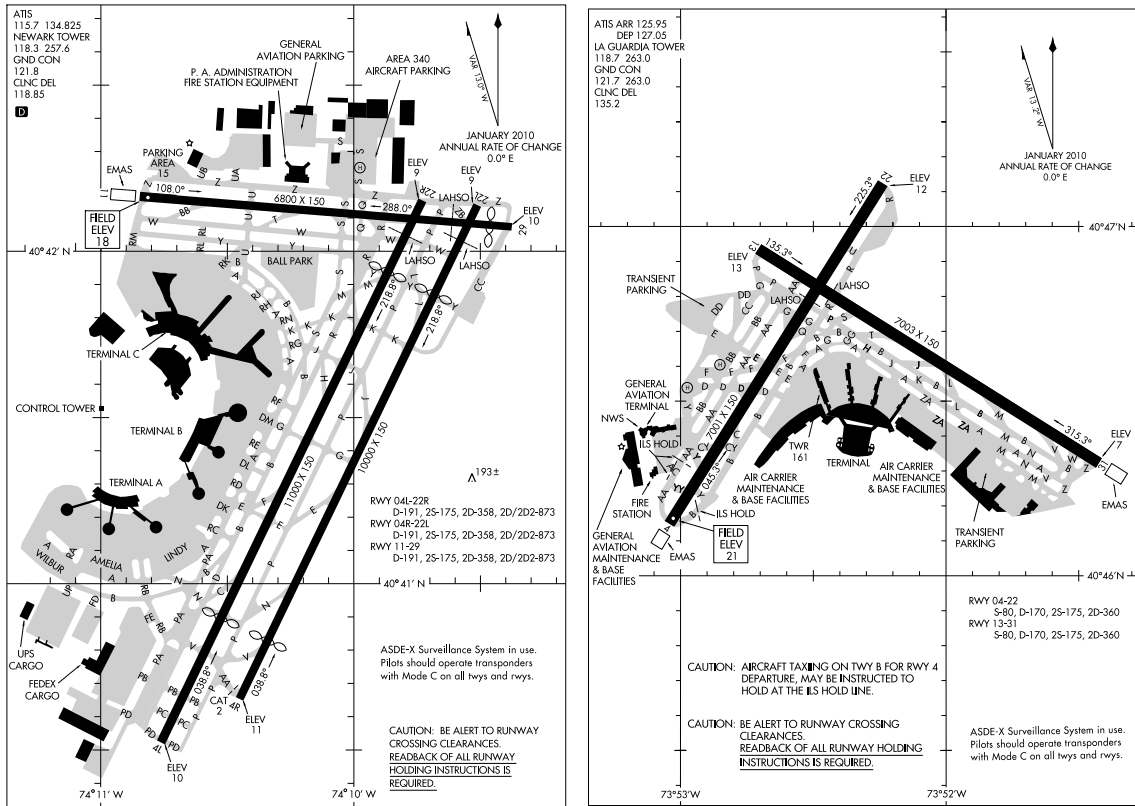 ATIS
115.7 134.825
NEWARK TOWER
118.3 257.6
GND CON
121.8
CLNC DEL
118.85
D
GENERAL
AVIATION PARKING
P. A. ADMINISTRATION
FIRE STATION EQUIPMENT
AREA 340
AIRCRAFT PARKING
VAR 13.0° W
JANUARY 2010
ANNUAL RATE OF CHANGE
0.0° E
PARKING
AREA
15
EMAS
11
108.0°
6800 X 150
288.0°
ELEV
9
22R
LAHSO
ELEV
9
22L
ELEV
10
29
FIELD
ELEV
18
40°42' N
BALL PARK
LAHSO
LAHSO
218.8°
218.8°
TERMINAL C
CONTROL TOWER
TERMINAL B
TERMINAL A
11000 X 150
10000 X 150
193±
RWY 04L-22R
D-191, 2S-175, 2D-358, 2D/2D2-873
RWY 04R-22L
D-191, 2S-175, 2D-358, 2D/2D2-873
RWY 11-29
D-191, 2S-175, 2D-358, 2D/2D2-873
WILBUR
AMELIA
LINDY
40°41' N
UPS
CARGO
FEDEX
CARGO
038.8°
038.8°
CAT
2
4R
ELEV
11
4L
ELEV
10
ASDE-X Surveillance System in use.
Pilots should operate transponders
with Mode C on all twys and rwys.
CAUTION: BE ALERT TO RUNWAY
CROSSING CLEARANCES.
READBACK OF ALL RUNWAY
HOLDING INSTRUCTIONS IS
REQUIRED.
74°11' W
74°10' W
ATIS ARR 125.95
DEP 127.05
LA GUARDIA TOWER
118.7 263.0
GND CON
121.7 263.0
CLNC DEL
135.2
VAR 13.2° W
JANUARY 2010
ANNUAL RATE OF CHANGE
0.0° E
22
ELEV
12
225.3°
40°47' N
13
135.3°
ELEV
13
TRANSIENT
PARKING
LAHSO
LAHSO
7003 X 150
GENERAL
AVIATION
TERMINAL
NWS
ILS HOLD
7001 X 150
045.3°
TWR
161
TERMINAL
315.3°
ELEV
7
31
EMAS
FIRE
STATION
AIR CARRIER
MAINTENANCE
& BASE FACILITIES
AIR CARRIER
MAINTENANCE
& BASE FACILITIES
ILS HOLD
4
FIELD
ELEV
21
EMAS
GENERAL
AVIATION
MAINTENANCE
& BASE
FACILITIES
TRANSIENT
PARKING
40°46' N
RWY 04-22
S-80, D-170, 2S-175, 2D-360
RWY 13-31
S-80, D-170, 2S-175, 2D-360
CAUTION: AIRCRAFT TAXIING ON TWY B FOR RWY 4
DEPARTURE, MAY BE INSTRUCTED TO
HOLD AT THE ILS HOLD LINE.
CAUTION: BE ALERT TO RUNWAY CROSSING
CLEARANCES.
READBACK OF ALL RUNWAY HOLDING
INSTRUCTIONS IS REQUIRED.
ASDE-X Surveillance System in use.
Pilots should operate transponders
with Mode C on all twys and rwys.
73°53' W
73°52' W